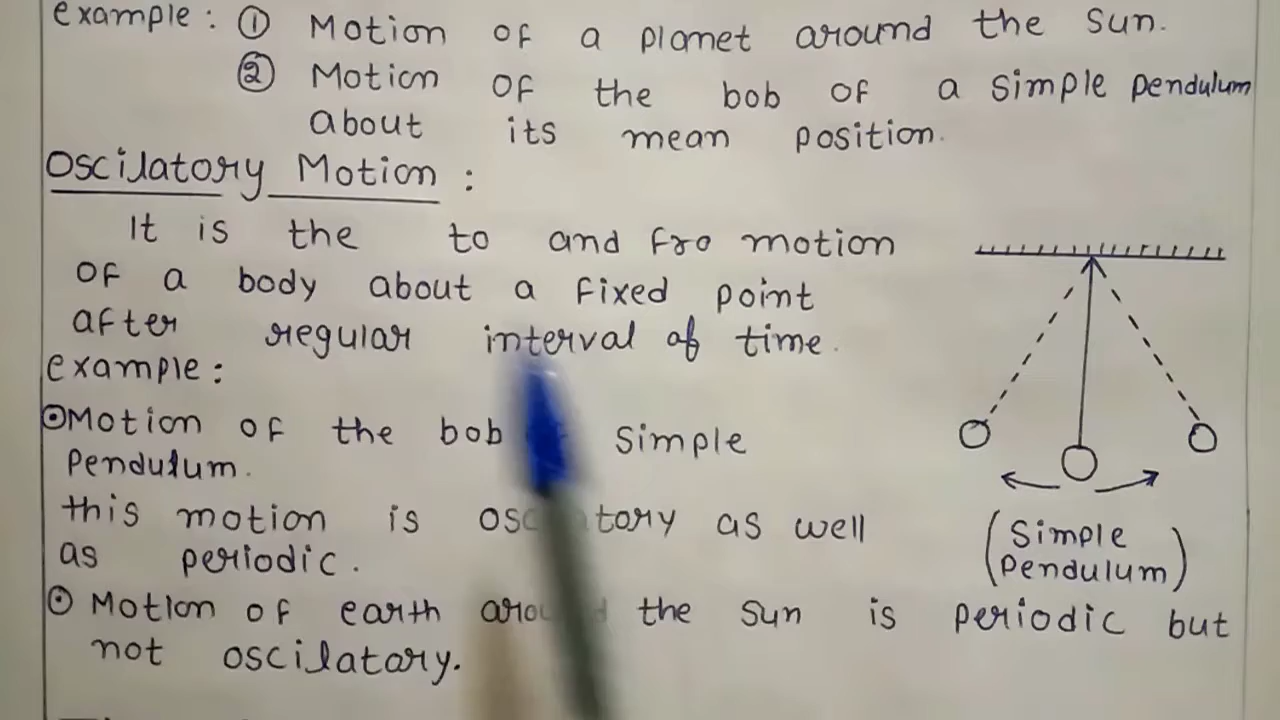 example: ① Motion of a planet around the sun.
② Motion of the bob of a simple pendulum
about its mean position.
Oscilatory Motion:
It is the to and fro motion
of a body about a fixed point
after regular interval of time.
example:
⊙ Motion of the bob simple
pendulum.
this motion is as well
as periodic.
⊙ Motion of earth the sun is periodic but
not oscilatory.
(Simple
Pendulum)